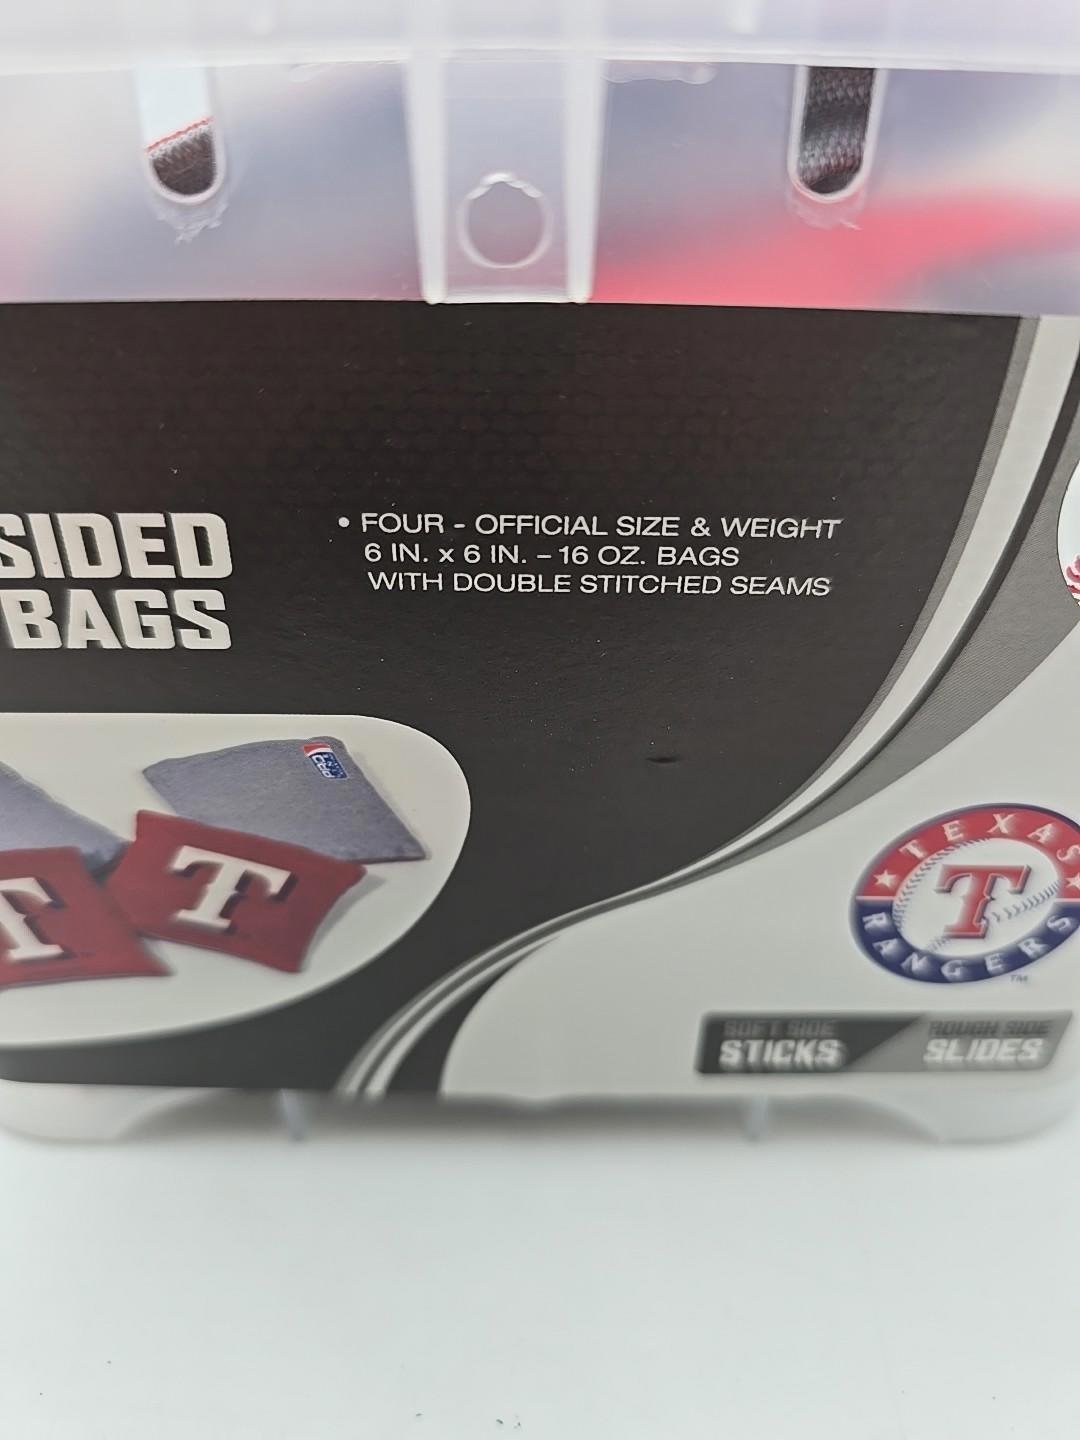 SIDED
BAGS
• FOUR - OFFICIAL SIZE & WEIGHT
6 IN. x 6 IN. – 16 OZ. BAGS
WITH DOUBLE STITCHED SEAMS
T
T
TEXAS
T
RANGERS
TM
SOFT SIDE
STICKS
ROUGH SIDE
SLIDES